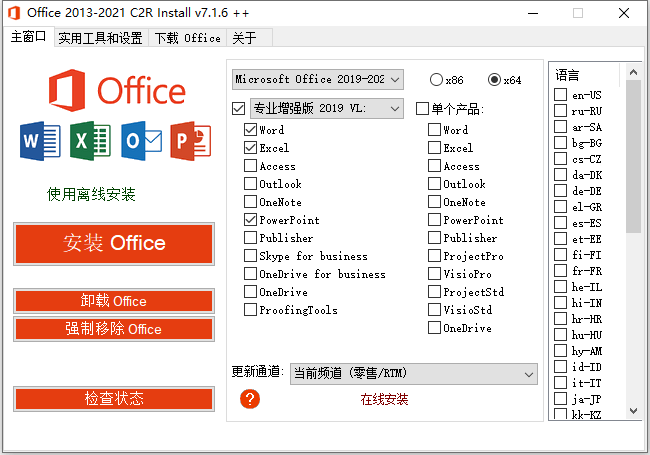 Office 2013-2021 C2R Install v7.1.6 ++
主窗口 实用工具和设置 下载 Office 关于
Office
使用离线安装
安装 Office
卸载 Office
强制移除 Office
检查状态
Microsoft Office 2019-202
x86 x64
专业增强版 2019 VL:
Word
Excel
Access
Outlook
OneNote
PowerPoint
Publisher
Skype for business
OneDrive for business
OneDrive
ProofingTools
单个产品:
Word
Excel
Access
Outlook
OneNote
PowerPoint
Publisher
ProjectPro
VisioPro
ProjectStd
VisioStd
OneDrive
更新通道: 当前频道 (零售/RTM)
?
在线安装
语言
en-US
ru-RU
ar-SA
bg-BG
cs-CZ
da-DK
de-DE
el-GR
es-ES
et-EE
fi-FI
fr-FR
he-IL
hi-IN
hr-HR
hu-HU
hy-AM
id-ID
it-IT
ja-JP
kk-KZ